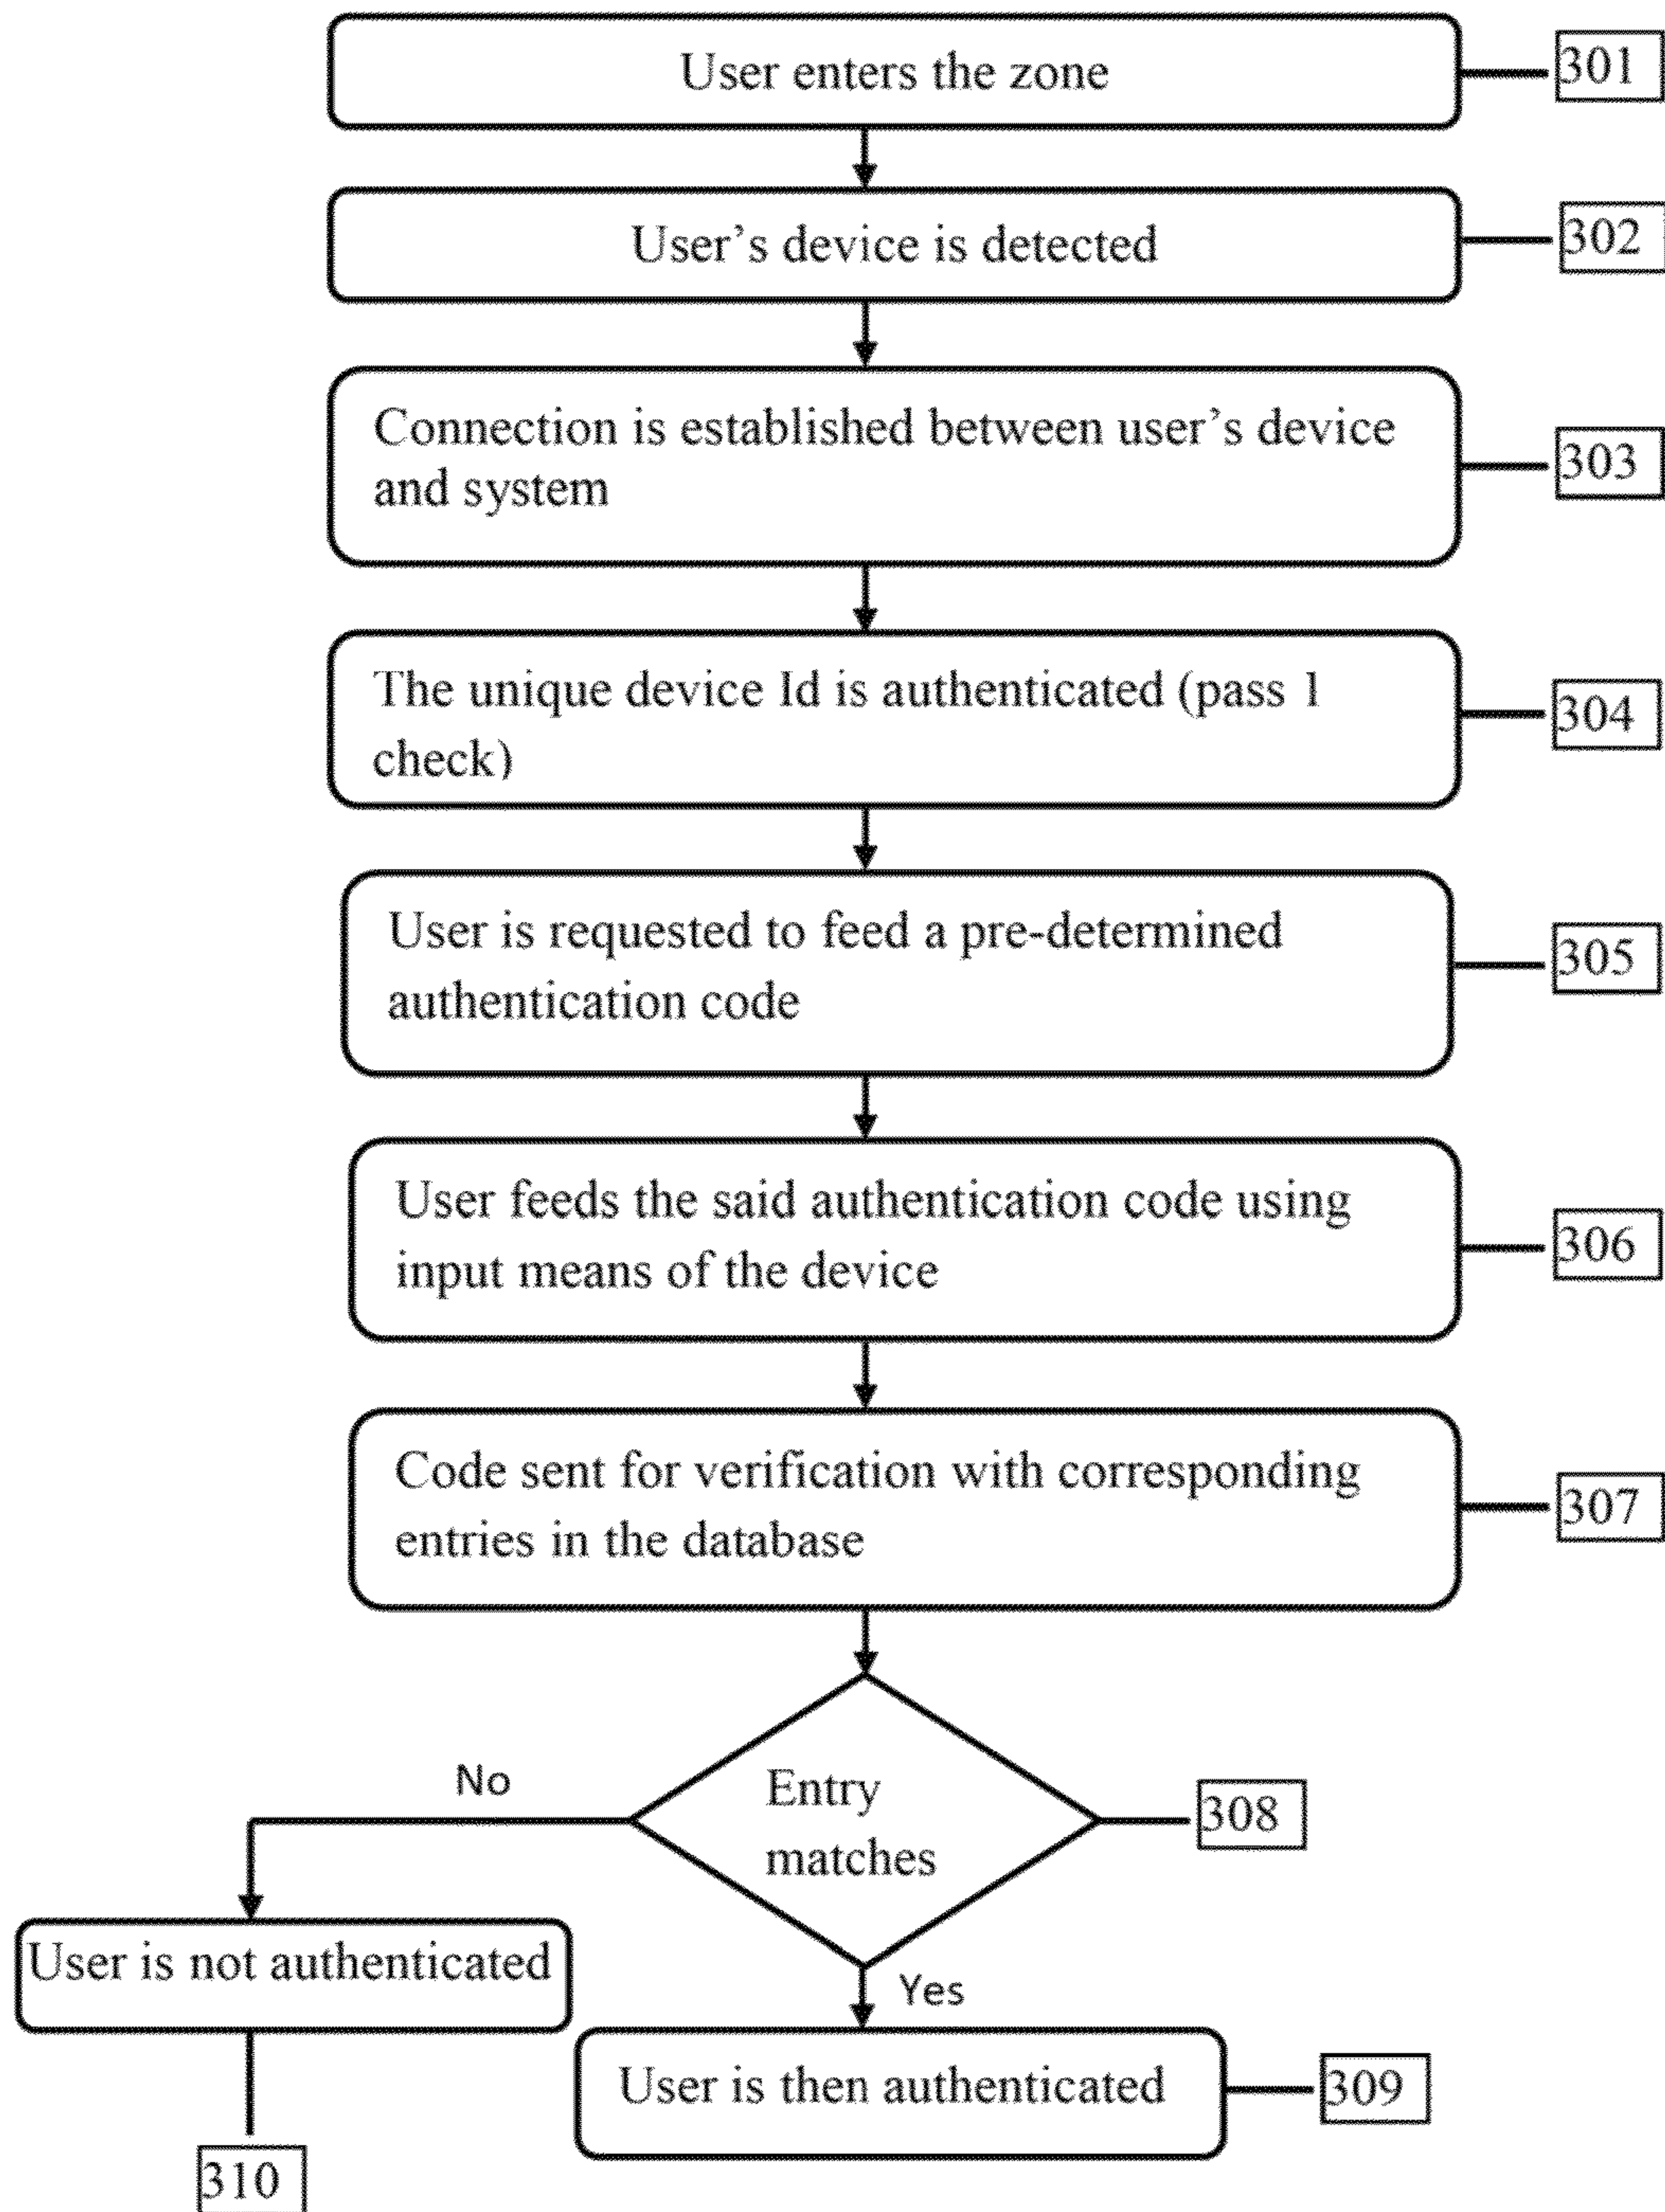 User enters the zone
301
User’s device is detected
302
Connection is established between user’s device
and system
303
The unique device Id is authenticated (pass 1
check)
304
User is requested to feed a pre-determined
authentication code
305
User feeds the said authentication code using
input means of the device
306
Code sent for verification with corresponding
entries in the database
307
No
Entry
matches
308
User is not authenticated
Yes
User is then authenticated
309
310